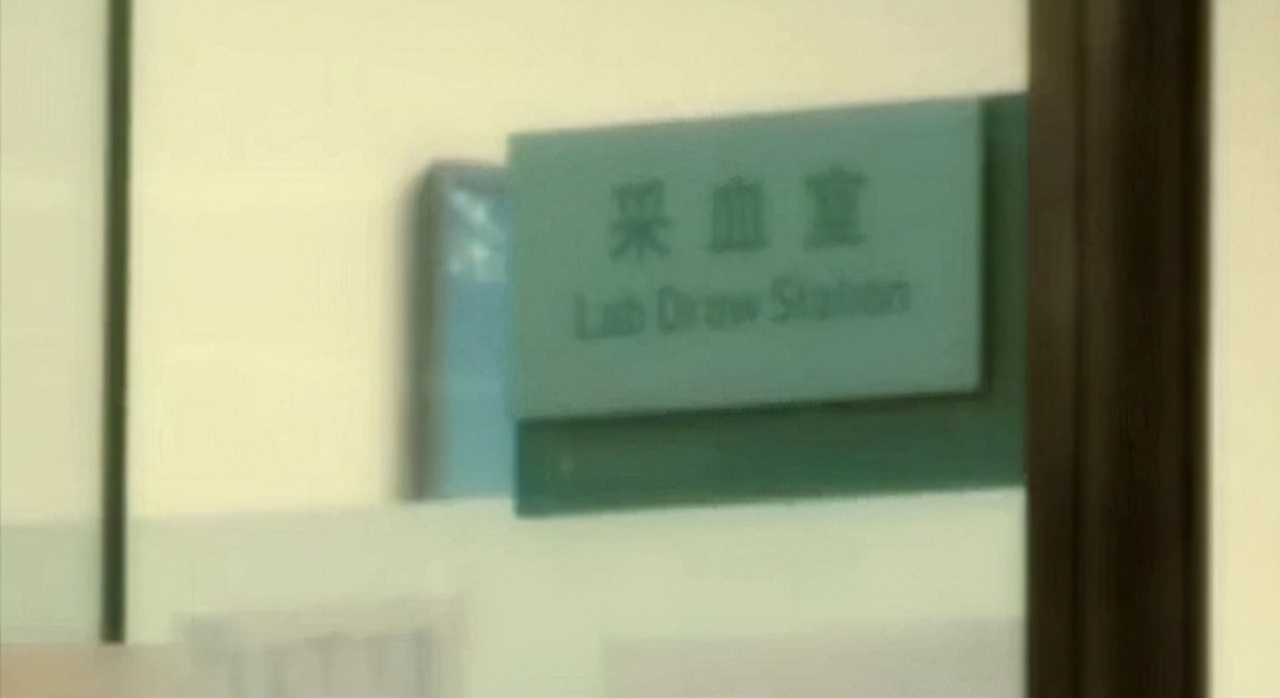 采血室
Lab Draw Station